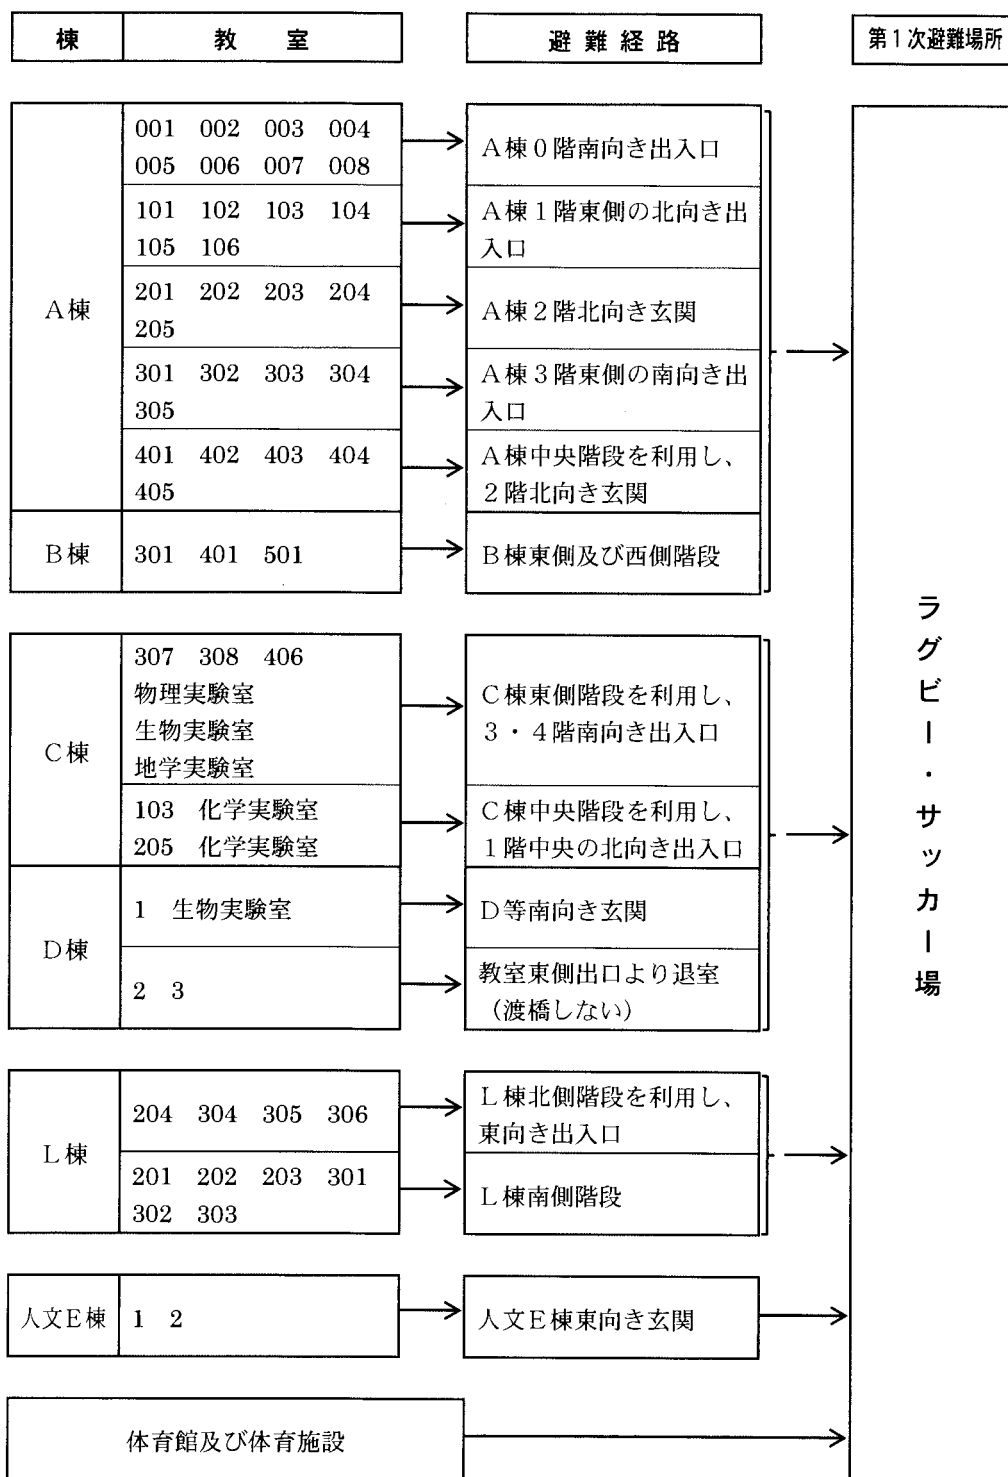 棟 教室 避難経路 第1次避難場所
A棟
001 002 003 004
005 006 007 008
A棟0階南向き出入口
101 102 103 104
105 106
A棟1階東側の北向き出
入口
201 202 203 204
205
A棟2階北向き玄関
301 302 303 304
305
A棟3階東側の南向き出
入口
401 402 403 404
405
A棟中央階段を利用し、
2階北向き玄関
B棟
301 401 501
B棟東側及び西側階段
C棟
307 308 406
物理実験室
生物実験室
地学実験室
C棟東側階段を利用し、
3・4階南向き出入口
103 化学実験室
205 化学実験室
C棟中央階段を利用し、
1階中央の北向き出入口
D棟
1 生物実験室
D等南向き玄関
2 3
教室東側出口より退室
（渡橋しない）
L棟
204 304 305 306
L棟北側階段を利用し、
東向き出入口
201 202 203 301
302 303
L棟南側階段
人文E棟
1 2
人文E棟東向き玄関
体育館及び体育施設
ラグビー・サッカー場